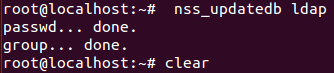 root@localhost:~#  nss_updatedb ldap
passwd... done.
group... done.
root@localhost:~# clear